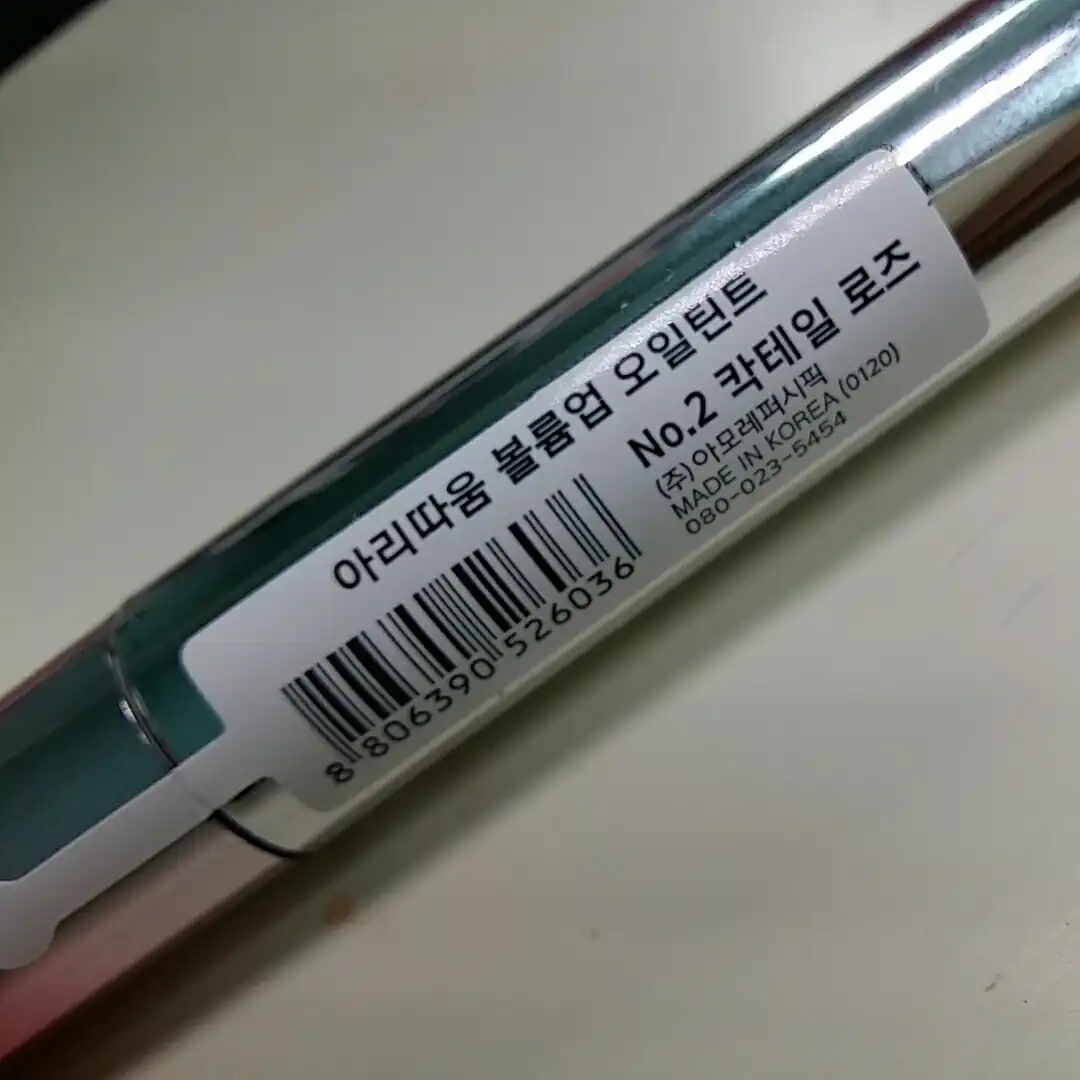 아리따움 볼륨업 오일틴트
No.2 칵테일 로즈
(주)아모레퍼시픽
MADE IN KOREA (0120)
080-023-5454
8 806390 526036